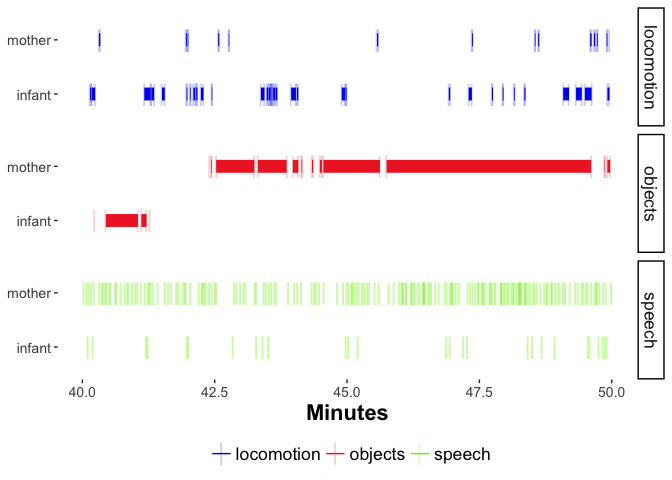 mother
infant
locomotion
mother
infant
objects
mother
infant
speech
40.0 42.5 45.0 47.5 50.0
Minutes
locomotion objects speech